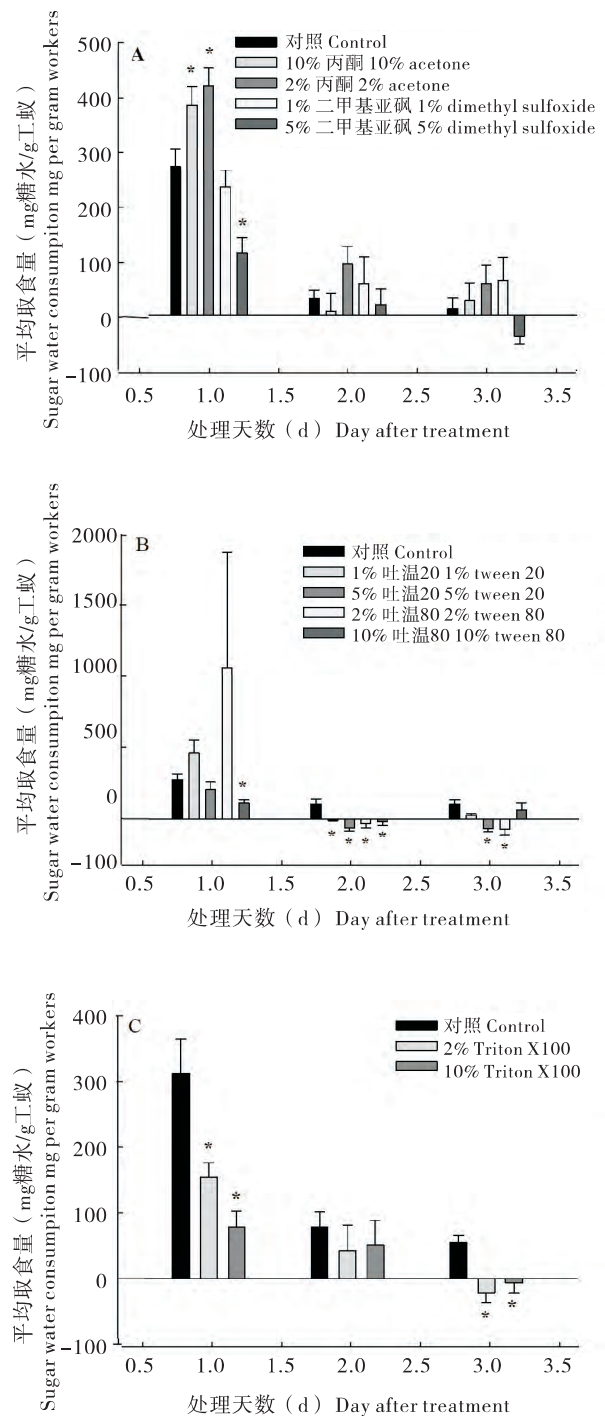 A
对照 Control
10% 丙酮 10% acetone
2% 丙酮 2% acetone
1% 二甲基亚砜 1% dimethyl sulfoxide
5% 二甲基亚砜 5% dimethyl sulfoxide
平均取食量（mg糖水/g工蚁）
Sugar water consumpiton mg per gram workers
500
400
300
200
100
0
-100
* * *
0.5 1.0 1.5 2.0 2.5 3.0 3.5
处理天数（d）Day after treatment
B
对照 Control
1% 吐温20 1% tween 20
5% 吐温20 5% tween 20
2% 吐温80 2% tween 80
10% 吐温80 10% tween 80
平均取食量（mg糖水/g工蚁）
Sugar water consumpiton mg per gram workers
2000
1500
1000
500
0
-100
* * * * * * *
0.5 1.0 1.5 2.0 2.5 3.0 3.5
处理天数（d）Day after treatment
C
对照 Control
2% Triton X100
10% Triton X100
平均取食量（mg糖水/g工蚁）
Sugar water consumpiton mg per gram workers
400
300
200
100
0
-100
* * * *
0.5 1.0 1.5 2.0 2.5 3.0 3.5
处理天数（d）Day after treatment